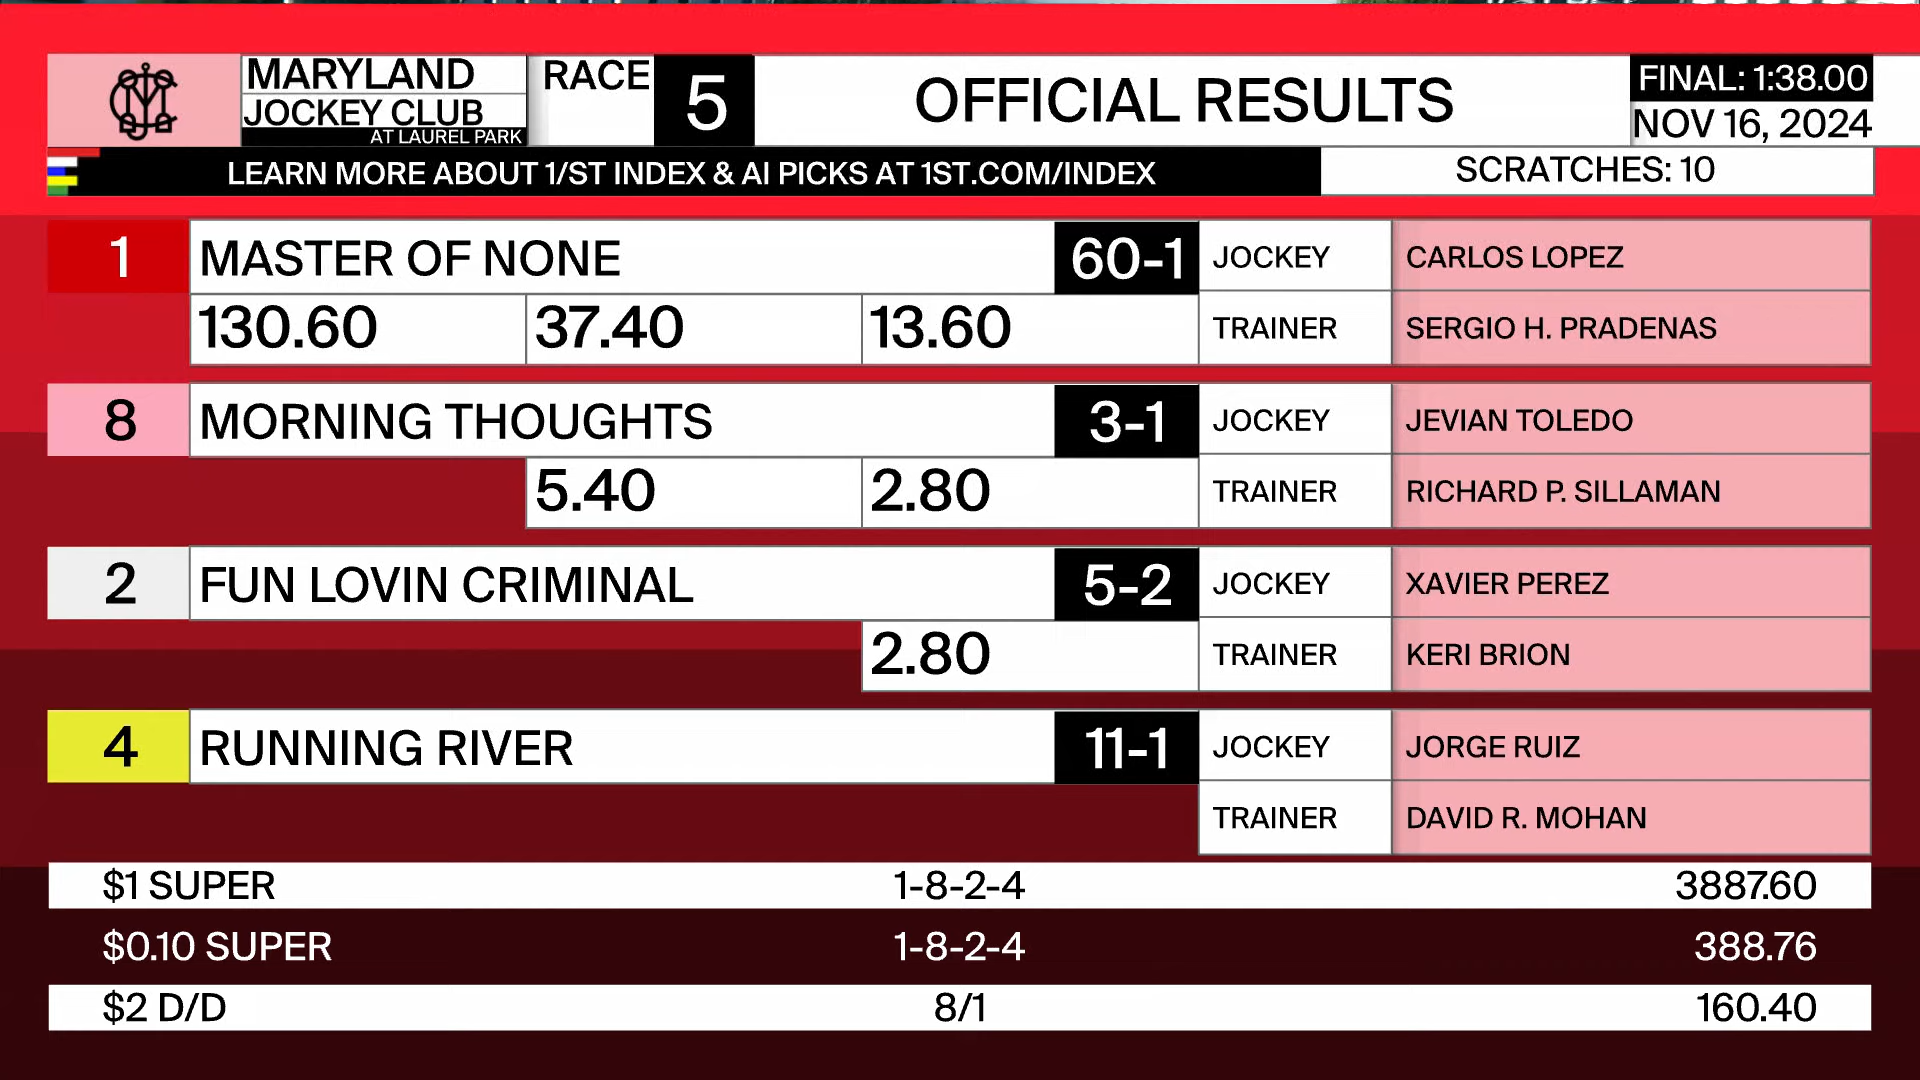 MARYLAND
JOCKEY CLUB
AT LAUREL PARK
RACE 5
OFFICIAL RESULTS
FINAL: 1:38.00
NOV 16, 2024
LEARN MORE ABOUT 1/ST INDEX & AI PICKS AT 1ST.COM/INDEX
SCRATCHES: 10
1 MASTER OF NONE 60-1 JOCKEY CARLOS LOPEZ
130.60 37.40 13.60 TRAINER SERGIO H. PRADENAS
8 MORNING THOUGHTS 3-1 JOCKEY JEVIAN TOLEDO
5.40 2.80 TRAINER RICHARD P. SILLAMAN
2 FUN LOVIN CRIMINAL 5-2 JOCKEY XAVIER PEREZ
2.80 TRAINER KERI BRION
4 RUNNING RIVER 11-1 JOCKEY JORGE RUIZ
TRAINER DAVID R. MOHAN
$1 SUPER 1-8-2-4 3887.60
$0.10 SUPER 1-8-2-4 388.76
$2 D/D 8/1 160.40